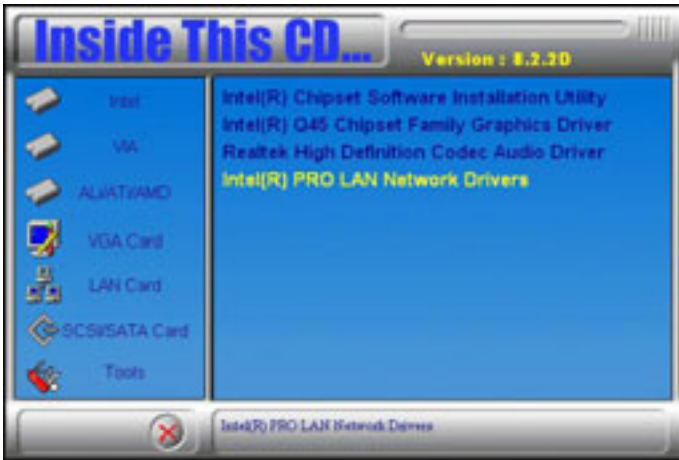 Inside This CD...
Version : 8.2.2D
Intel
VIA
ALi/ATI/AMD
VGA Card
LAN Card
SCSI/SATA Card
Tools
Intel(R) Chipset Software Installation Utility
Intel(R) Q45 Chipset Family Graphics Driver
Realtek High Definition Codec Audio Driver
Intel(R) PRO LAN Network Drivers
Intel(R) PRO LAN Network Drivers